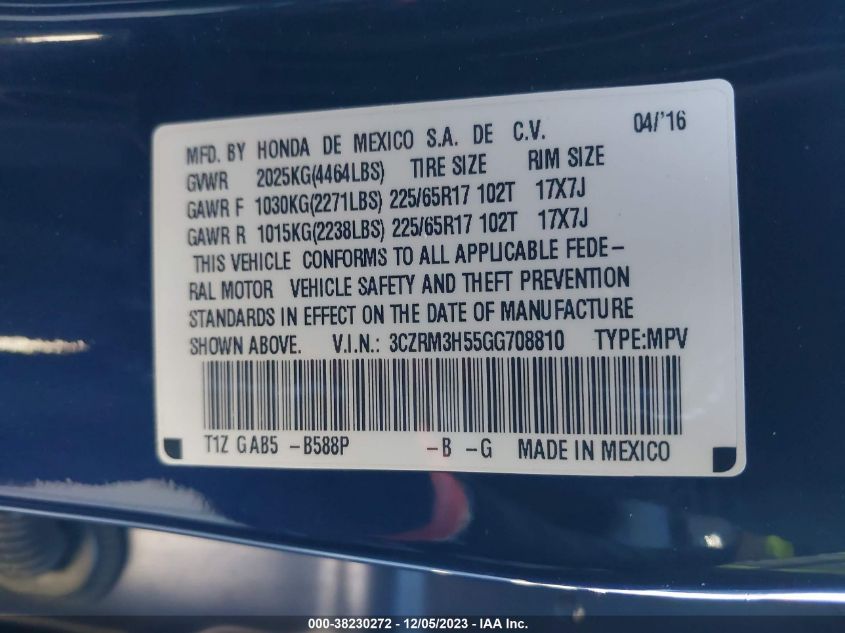 MFD. BY HONDA DE MEXICO S.A. DE C.V. 04/'16
GVWR 2025KG(4464LBS) TIRE SIZE RIM SIZE
GAWR F 1030KG(2271LBS) 225/65R17 102T 17X7J
GAWR R 1015KG(2238LBS) 225/65R17 102T 17X7J
THIS VEHICLE CONFORMS TO ALL APPLICABLE FEDE-
RAL MOTOR VEHICLE SAFETY AND THEFT PREVENTION
STANDARDS IN EFFECT ON THE DATE OF MANUFACTURE
SHOWN ABOVE. V.I.N.: 3CZRM3H55GG708810 TYPE:MPV
T1Z GAB5 -B588P -B -G MADE IN MEXICO
000-38230272 - 12/05/2023 - IAA Inc.